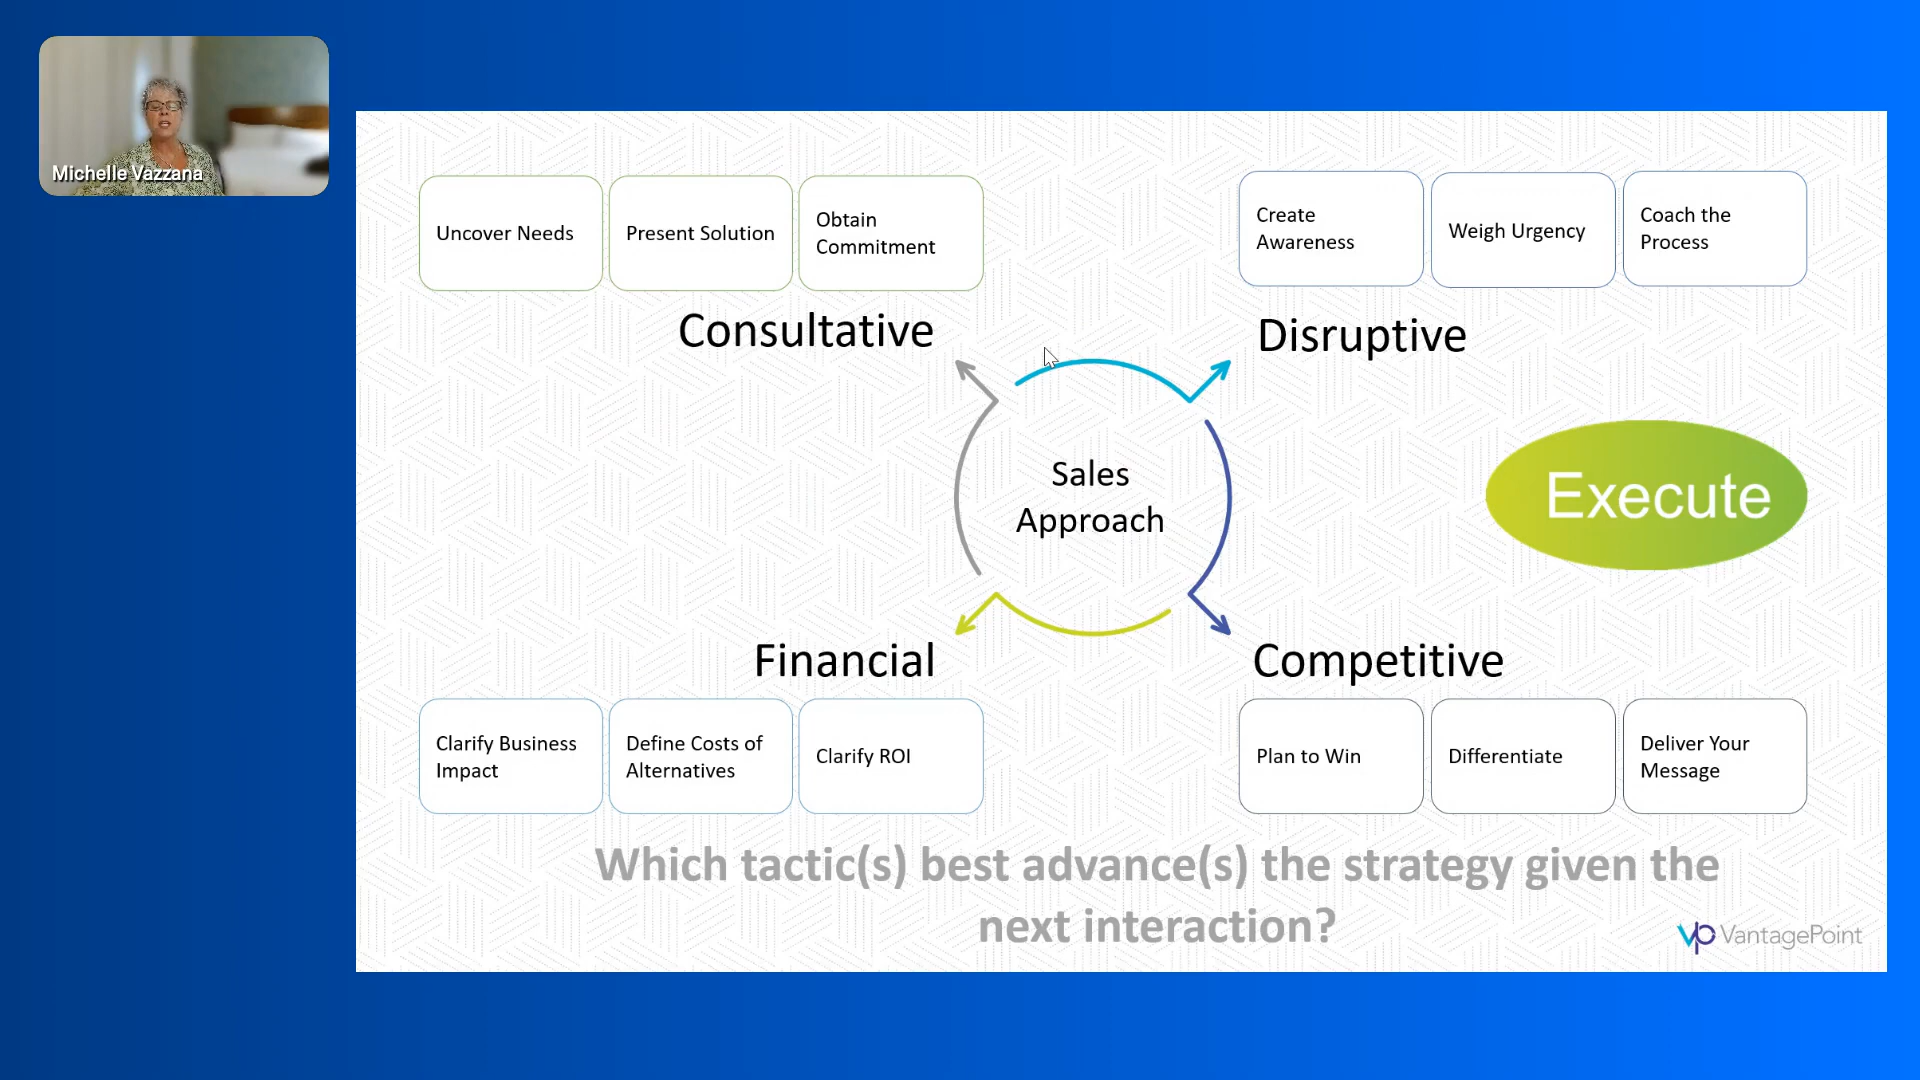 Michelle Vazzana
Uncover Needs
Present Solution
Obtain
Commitment
Consultative
Create
Awareness
Weigh Urgency
Coach the
Process
Disruptive
Sales
Approach
Execute
Financial
Clarify Business
Impact
Define Costs of
Alternatives
Clarify ROI
Competitive
Plan to Win
Differentiate
Deliver Your
Message
Which tactic(s) best advance(s) the strategy given the
next interaction?
vp VantagePoint